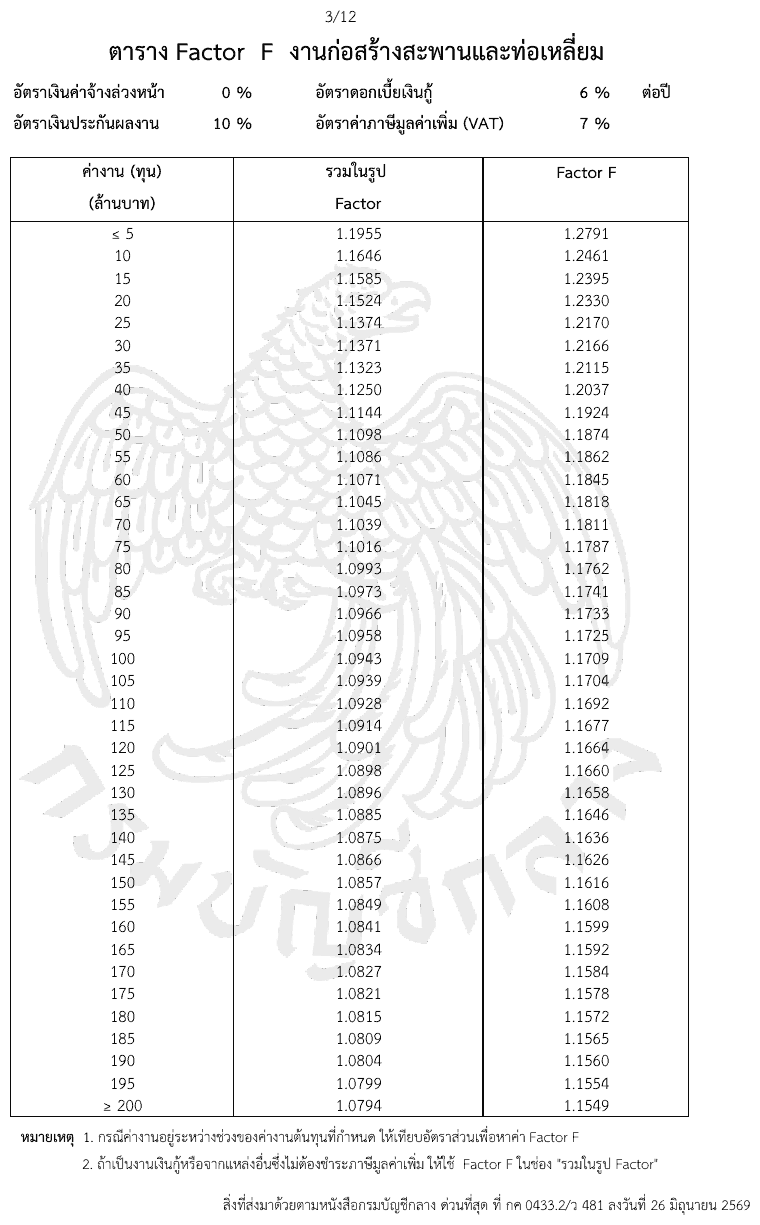 3/12
ตาราง Factor F งานก่อสร้างสะพานและท่อเหลี่ยม
อัตราเงินค่าจ้างล่วงหน้า 0 % อัตราดอกเบี้ยเงินกู้ 6 % ต่อปี
อัตราเงินประกันผลงาน 10 % อัตราค่าภาษีมูลค่าเพิ่ม (VAT) 7 %
ค่างาน (ทุน) รวมในรูป Factor F
(ล้านบาท) Factor
≤ 5 1.1955 1.2791
10 1.1646 1.2461
15 1.1585 1.2395
20 1.1524 1.2330
25 1.1374 1.2170
30 1.1371 1.2166
35 1.1323 1.2115
40 1.1250 1.2037
45 1.1144 1.1924
50 1.1098 1.1874
55 1.1086 1.1862
60 1.1071 1.1845
65 1.1045 1.1818
70 1.1039 1.1811
75 1.1016 1.1787
80 1.0993 1.1762
85 1.0973 1.1741
90 1.0966 1.1733
95 1.0958 1.1725
100 1.0943 1.1709
105 1.0939 1.1704
110 1.0928 1.1692
115 1.0914 1.1677
120 1.0901 1.1664
125 1.0898 1.1660
130 1.0896 1.1658
135 1.0885 1.1646
140 1.0875 1.1636
145 1.0866 1.1626
150 1.0857 1.1616
155 1.0849 1.1608
160 1.0841 1.1599
165 1.0834 1.1592
170 1.0827 1.1584
175 1.0821 1.1578
180 1.0815 1.1572
185 1.0809 1.1565
190 1.0804 1.1560
195 1.0799 1.1554
≥ 200 1.0794 1.1549
กรมบัญชีกลาง
หมายเหตุ 1. กรณีค่างานอยู่ระหว่างช่วงของค่างานต้นทุนที่กำหนด ให้เทียบอัตราส่วนเพื่อหาค่า Factor F
2. ถ้าเป็นงานเงินกู้หรือจากแหล่งอื่นซึ่งไม่ต้องชำระภาษีมูลค่าเพิ่ม ให้ใช้ Factor F ในช่อง "รวมในรูป Factor"
สิ่งที่ส่งมาด้วยตามหนังสือกรมบัญชีกลาง ด่วนที่สุด ที่ กค 0433.2/ว 481 ลงวันที่ 26 มิถุนายน 2569